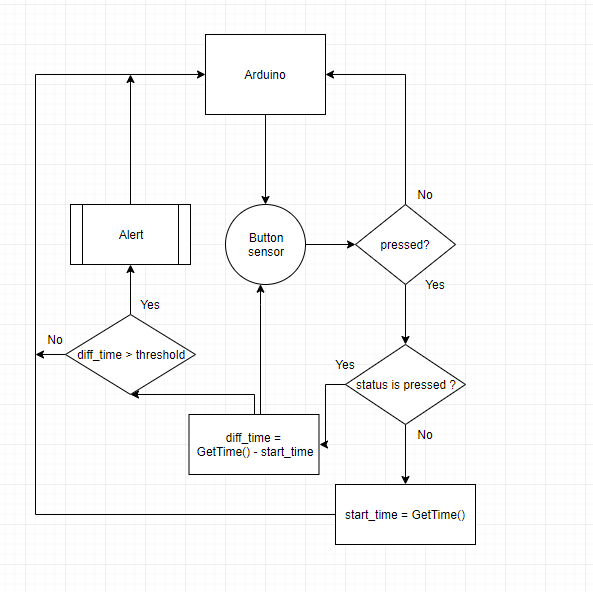 Arduino
No
Alert
Button
sensor
pressed?
Yes
Yes
No
diff_time > threshold
Yes
status is pressed ?
diff_time =
GetTime() - start_time
No
start_time = GetTime()